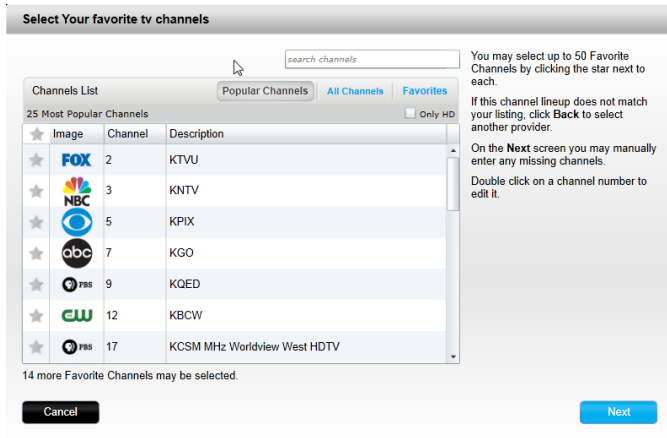 Select Your favorite tv channels
search channels
Channels List
Popular Channels
All Channels
Favorites
25 Most Popular Channels
Only HD
Image Channel Description
FOX 2 KTVU
NBC 3 KNTV
5 KPIX
abc 7 KGO
PBS 9 KQED
CW 12 KBCW
PBS 17 KCSM MHz Worldview West HDTV
14 more Favorite Channels may be selected.
Cancel
You may select up to 50 Favorite
Channels by clicking the star next to
each.
If this channel lineup does not match
your listing, click Back to select
another provider.
On the Next screen you may manually
enter any missing channels.
Double click on a channel number to
edit it.
Next